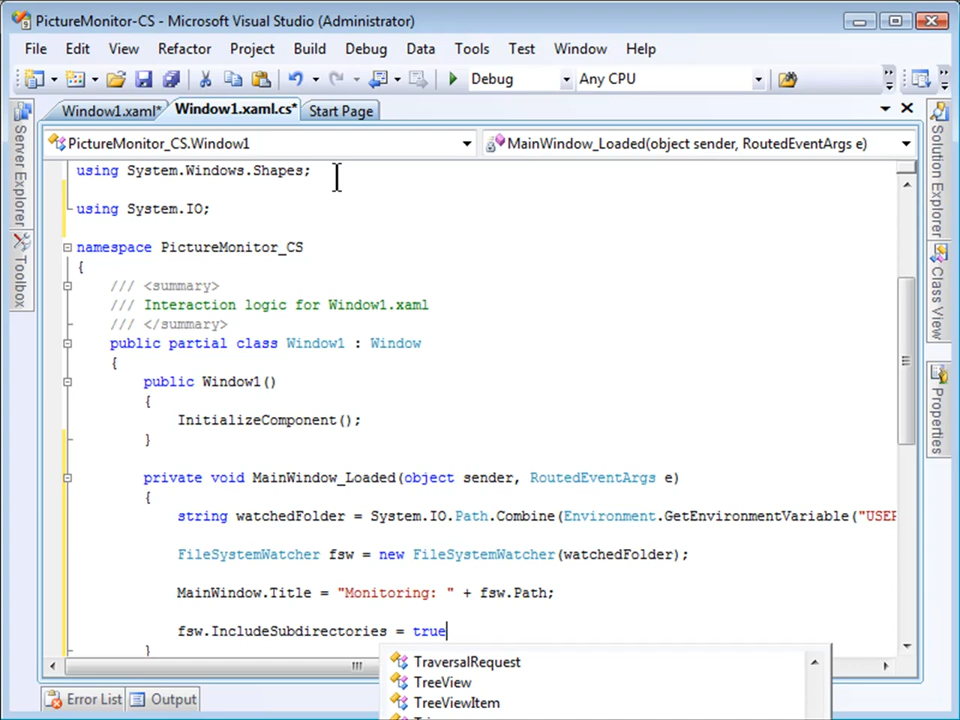 PictureMonitor-CS - Microsoft Visual Studio (Administrator)
File Edit View Refactor Project Build Debug Data Tools Test Window Help
Debug Any CPU
Window1.xaml* Window1.xaml.cs* Start Page
PictureMonitor_CS.Window1 MainWindow_Loaded(object sender, RoutedEventArgs e)
Server Explorer
Toolbox
using System.Windows.Shapes;
using System.IO;
namespace PictureMonitor_CS
{
/// <summary>
/// Interaction logic for Window1.xaml
/// </summary>
public partial class Window1 : Window
{
public Window1()
{
InitializeComponent();
}
private void MainWindow_Loaded(object sender, RoutedEventArgs e)
{
string watchedFolder = System.IO.Path.Combine(Environment.GetEnvironmentVariable("USER
FileSystemWatcher fsw = new FileSystemWatcher(watchedFolder);
MainWindow.Title = "Monitoring: " + fsw.Path;
fsw.IncludeSubdirectories = true
}
TraversalRequest
TreeView
TreeViewItem
Solution Explorer
Class View
Properties
Error List Output